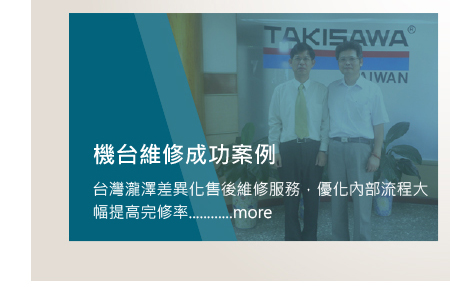 TAKISAWA®
TAIWAN
機台維修成功案例
台灣瀧澤差異化售後維修服務，優化內部流程大
幅提高完修率............more